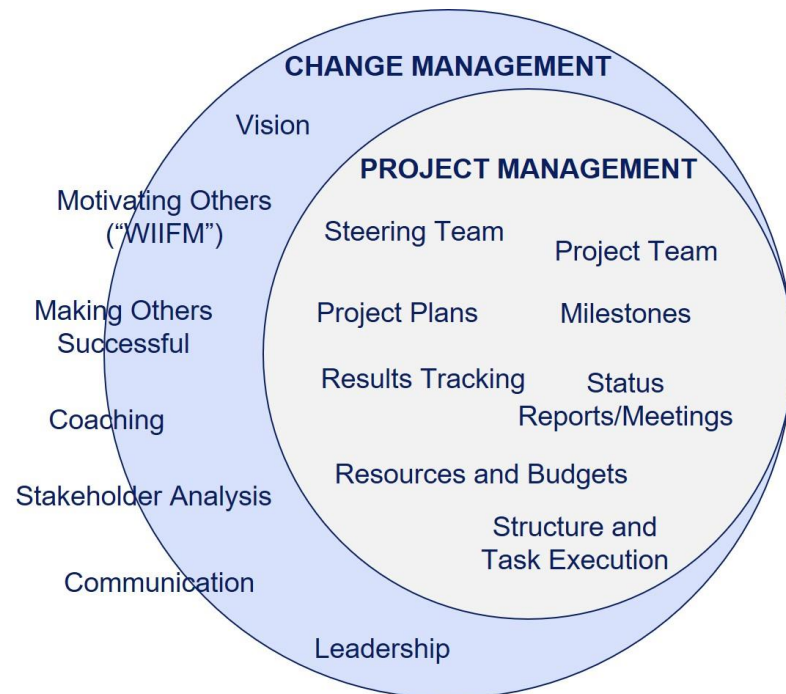 CHANGE MANAGEMENT
Vision
Motivating Others
(“WIIFM”)
Making Others
Successful
Coaching
Stakeholder Analysis
Communication
Leadership
PROJECT MANAGEMENT
Steering Team
Project Team
Project Plans
Milestones
Results Tracking
Status
Reports/Meetings
Resources and Budgets
Structure and
Task Execution